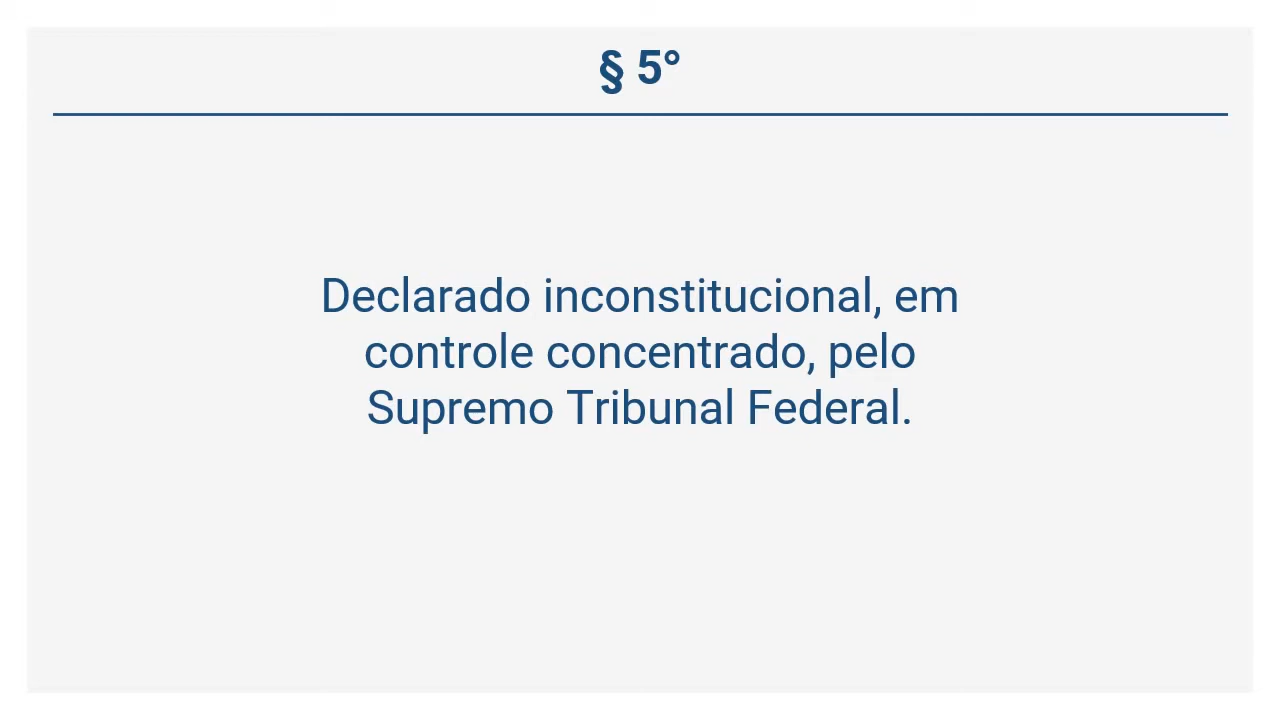 § 5°
Declarado inconstitucional, em
controle concentrado, pelo
Supremo Tribunal Federal.